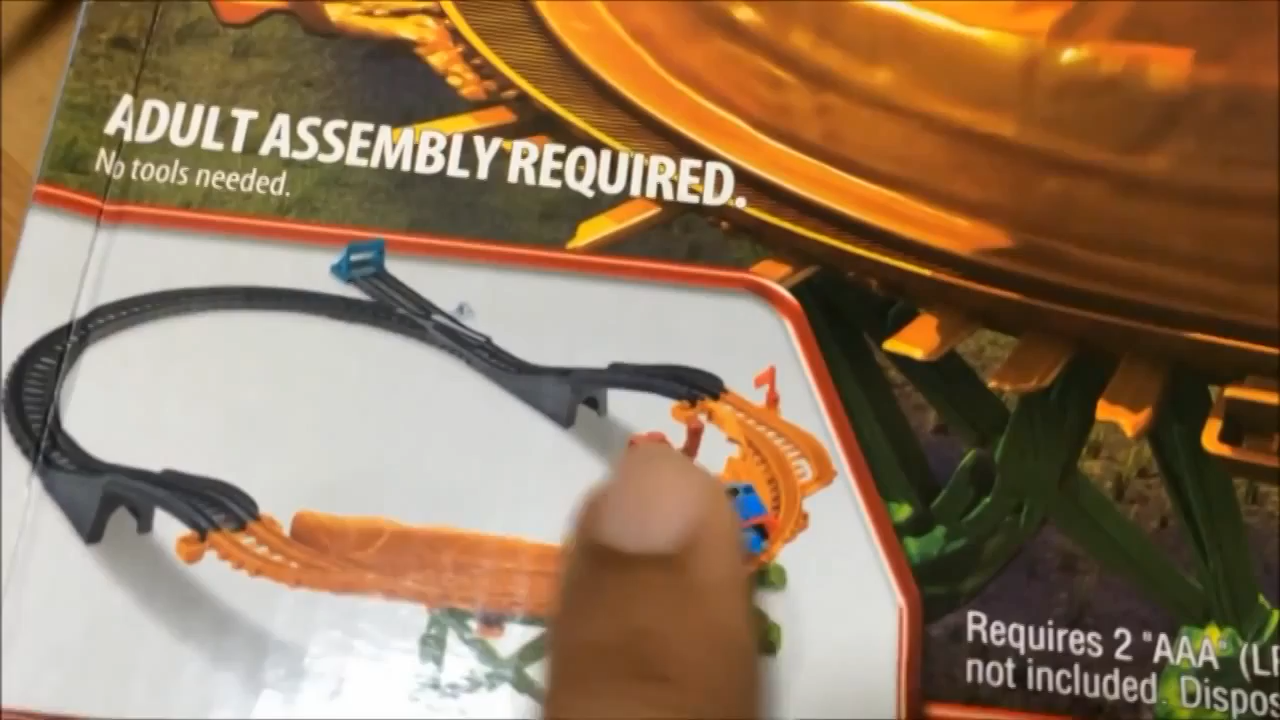 ADULT ASSEMBLY REQUIRED.
No tools needed.
Requires 2 "AAA"
not included.